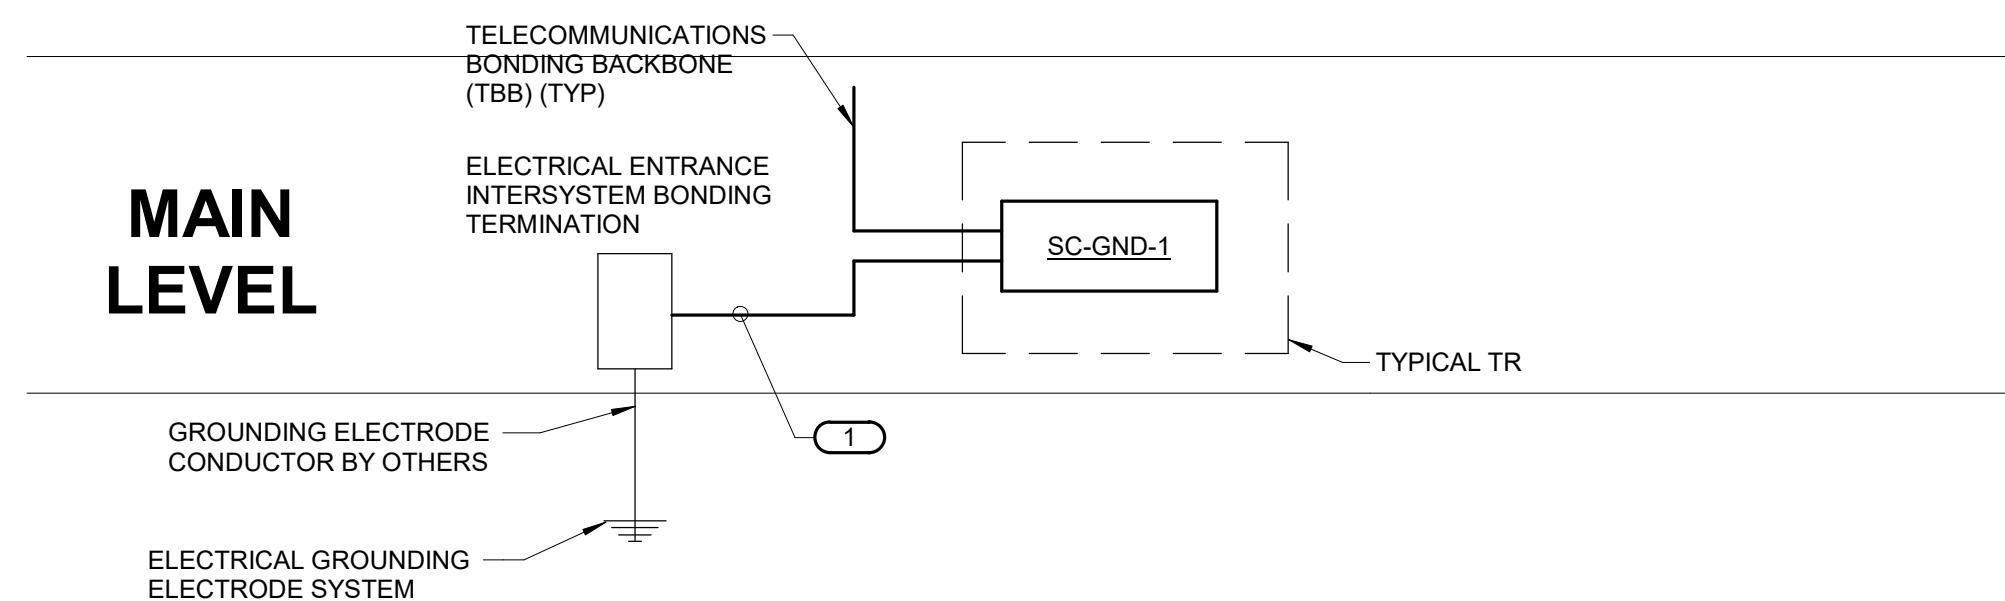 TELECOMMUNICATIONS
BONDING BACKBONE
(TBB) (TYP)
ELECTRICAL ENTRANCE
INTERSYSTEM BONDING
TERMINATION
MAIN
LEVEL
SC-GND-1
TYPICAL TR
GROUNDING ELECTRODE
CONDUCTOR BY OTHERS
1
ELECTRICAL GROUNDING
ELECTRODE SYSTEM